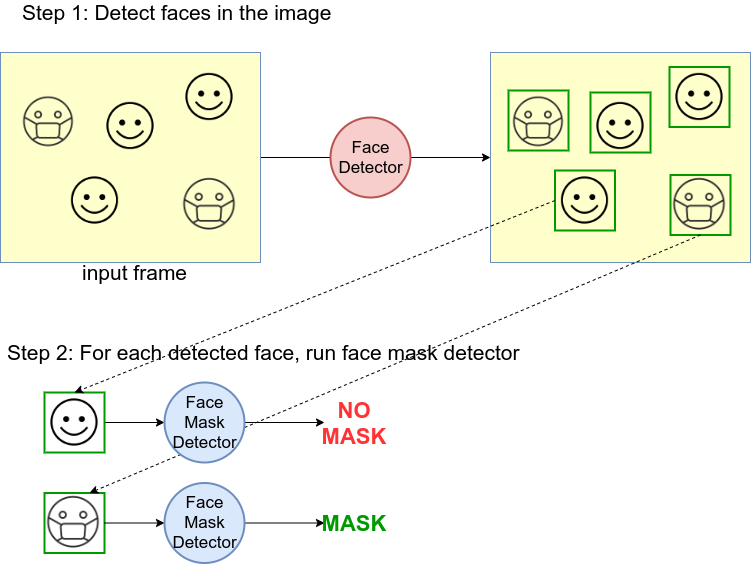 Step 1: Detect faces in the image
Face
Detector
input frame
Step 2: For each detected face, run face mask detector
Face
Mask
Detector
NO
MASK
Face
Mask
Detector
MASK